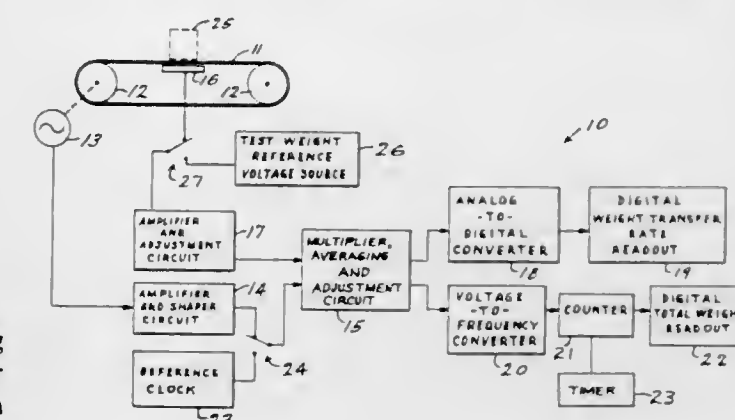 25
11
16
12
12
13
10
27
TEST WEIGHT
REFERENCE
VOLTAGE SOURCE
26
AMPLIFIER
AND
ADJUSTMENT
CIRCUIT
17
AMPLIFIER
AND SHAPER
CIRCUIT
14
24
REFERENCE
CLOCK
MULTIPLIER,
AVERAGING
AND
ADJUSTMENT
CIRCUIT
15
ANALOG
-TO-
DIGITAL
CONVERTER
18
DIGITAL
WEIGHT TRANSFER
RATE
READOUT
19
VOLTAGE
-TO-
FREQUENCY
CONVERTER
20
COUNTER
21
DIGITAL
TOTAL WEIGHT
READOUT
22
TIMER
23